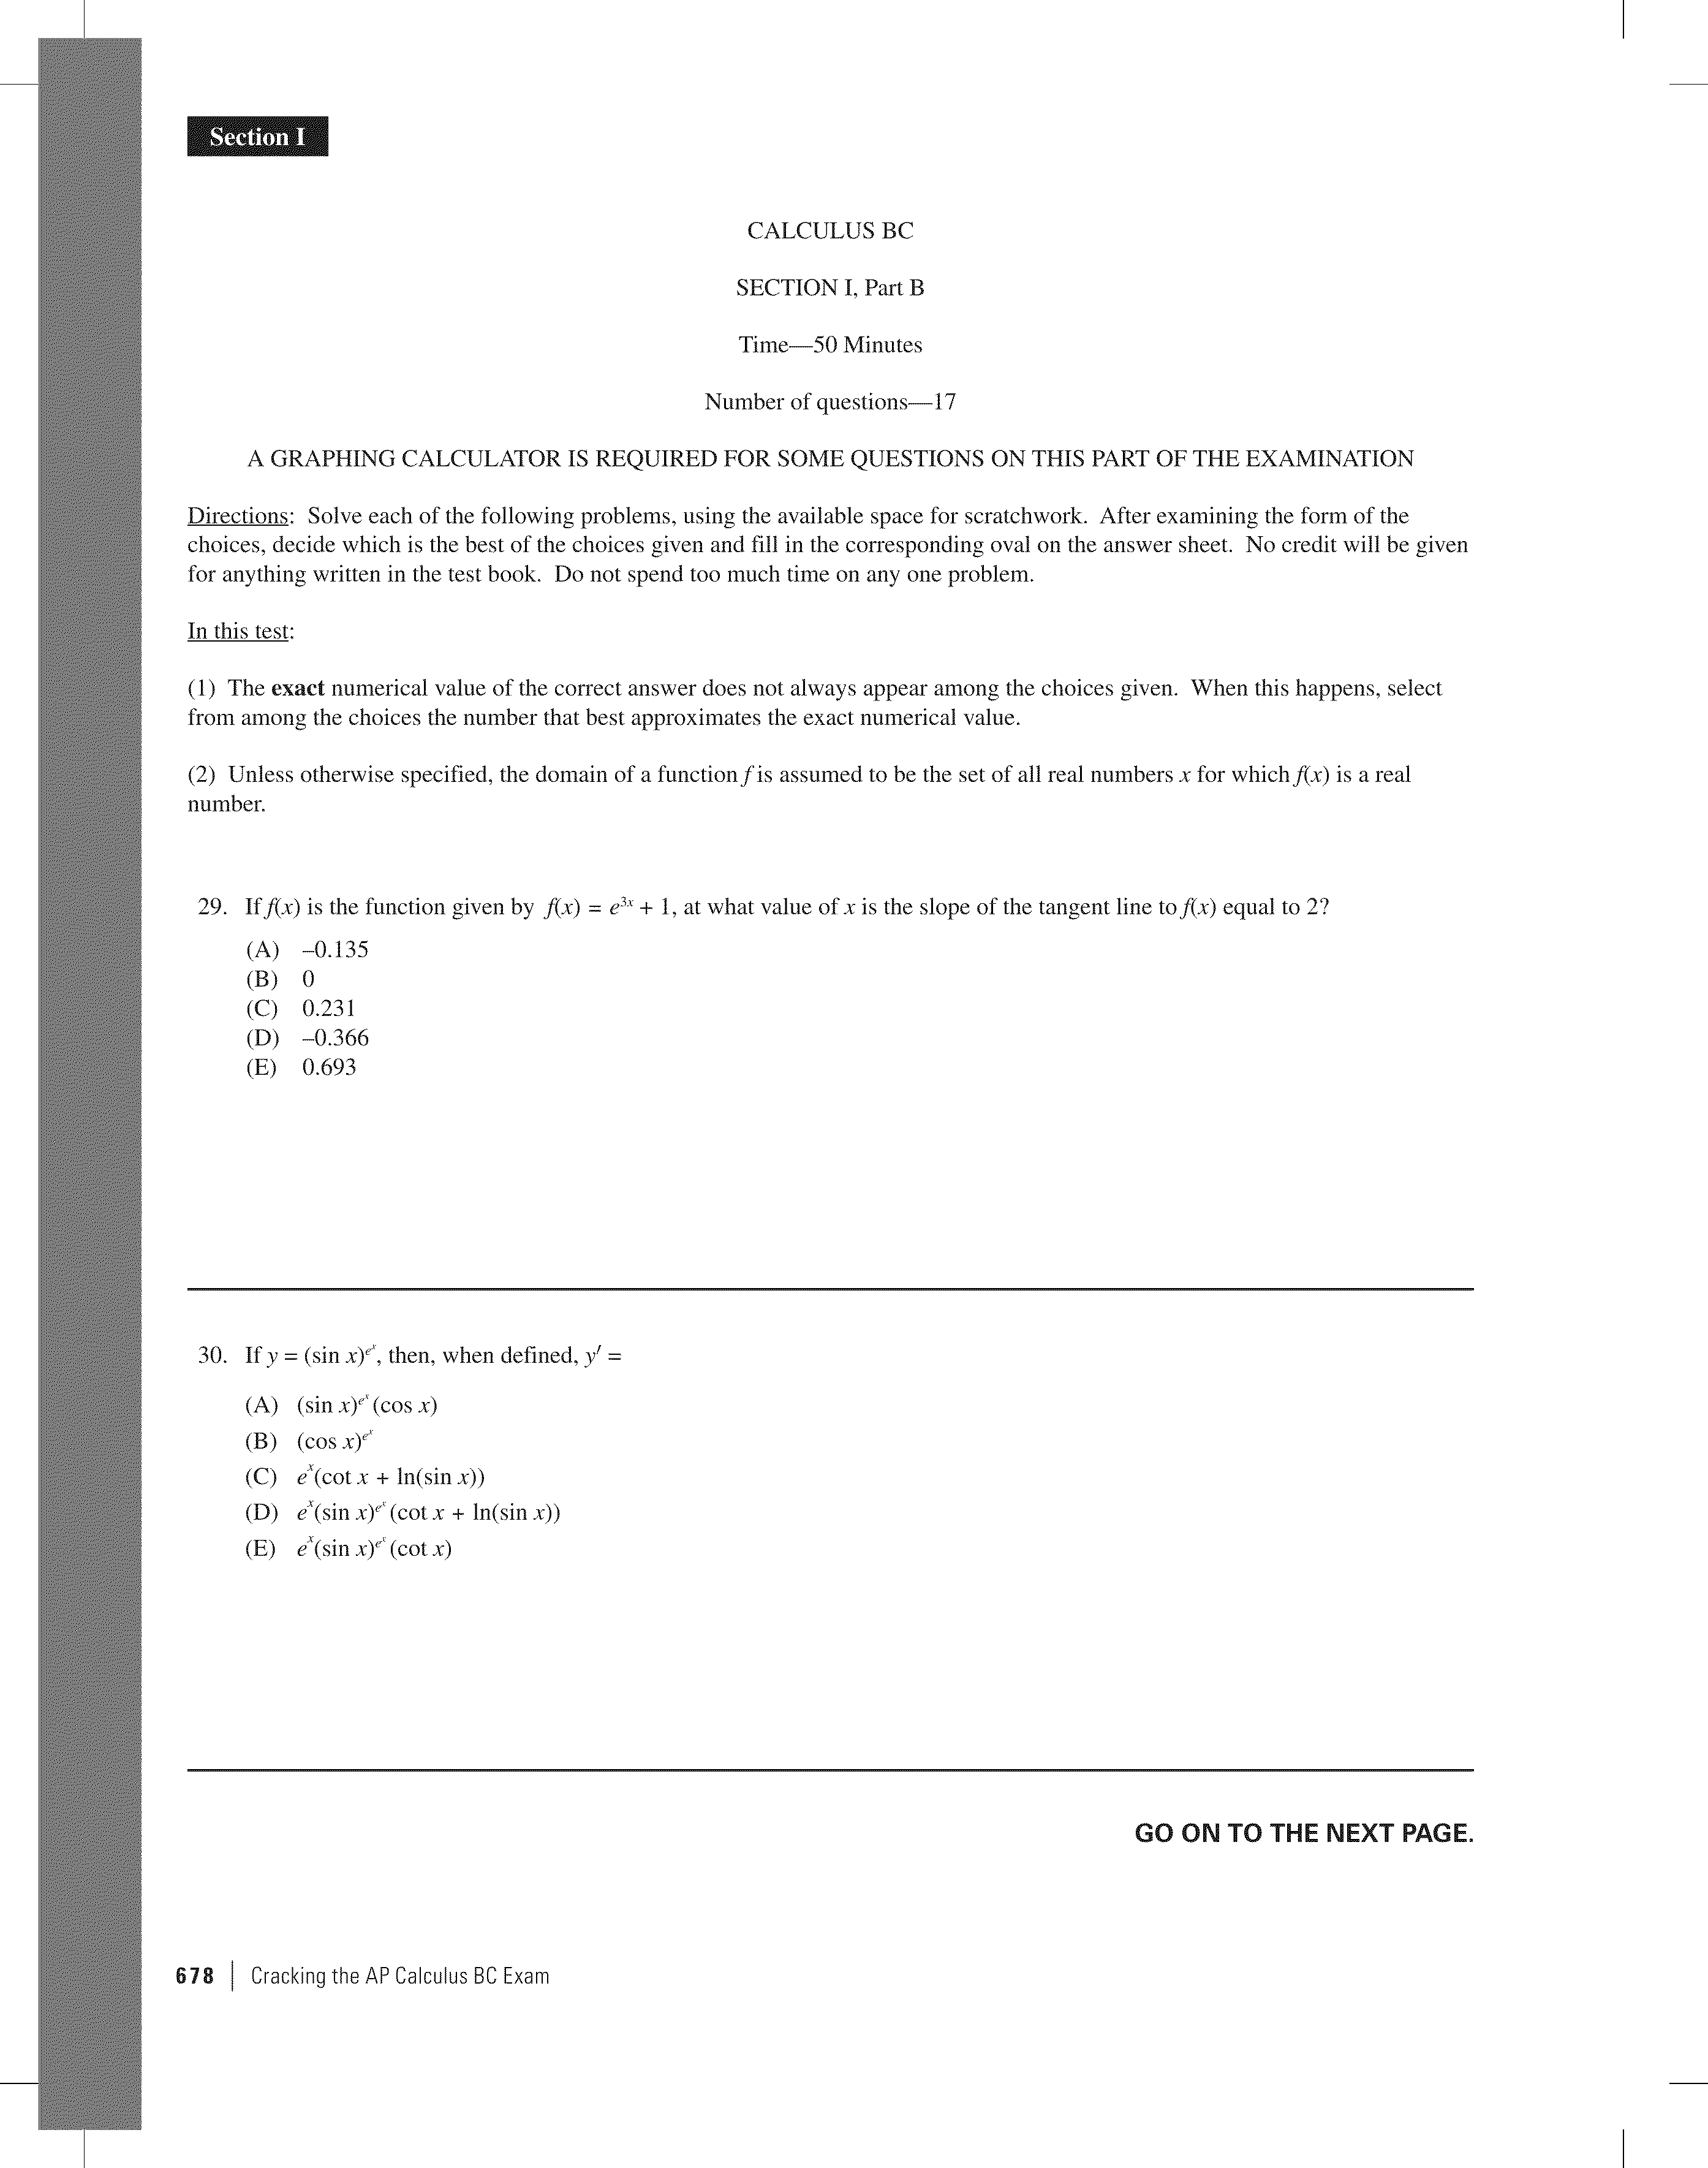 Section I
CALCULUS BC
SECTION I, Part B
Time—50 Minutes
Number of questions—17
A GRAPHING CALCULATOR IS REQUIRED FOR SOME QUESTIONS ON THIS PART OF THE EXAMINATION
Directions: Solve each of the following problems, using the available space for scratchwork. After examining the form of the
choices, decide which is the best of the choices given and fill in the corresponding oval on the answer sheet. No credit will be given
for anything written in the test book. Do not spend too much time on any one problem.
In this test:
(1) The exact numerical value of the correct answer does not always appear among the choices given. When this happens, select
from among the choices the number that best approximates the exact numerical value.
(2) Unless otherwise specified, the domain of a function f is assumed to be the set of all real numbers x for which f(x) is a real
number.
29. If f(x) is the function given by f(x) = e^{3x} + 1, at what value of x is the slope of the tangent line to f(x) equal to 2?
(A) –0.135
(B) 0
(C) 0.231
(D) –0.366
(E) 0.693
30. If y = (sin x)^{e^x}, then, when defined, y′ =
(A) (sin x)^{e^x} (cos x)
(B) (cos x)^{e^x}
(C) e^x(cot x + ln(sin x))
(D) e^x(sin x)^{e^x} (cot x + ln(sin x))
(E) e^x(sin x)^{e^x} (cot x)
GO ON TO THE NEXT PAGE.
678 | Cracking the AP Calculus BC Exam